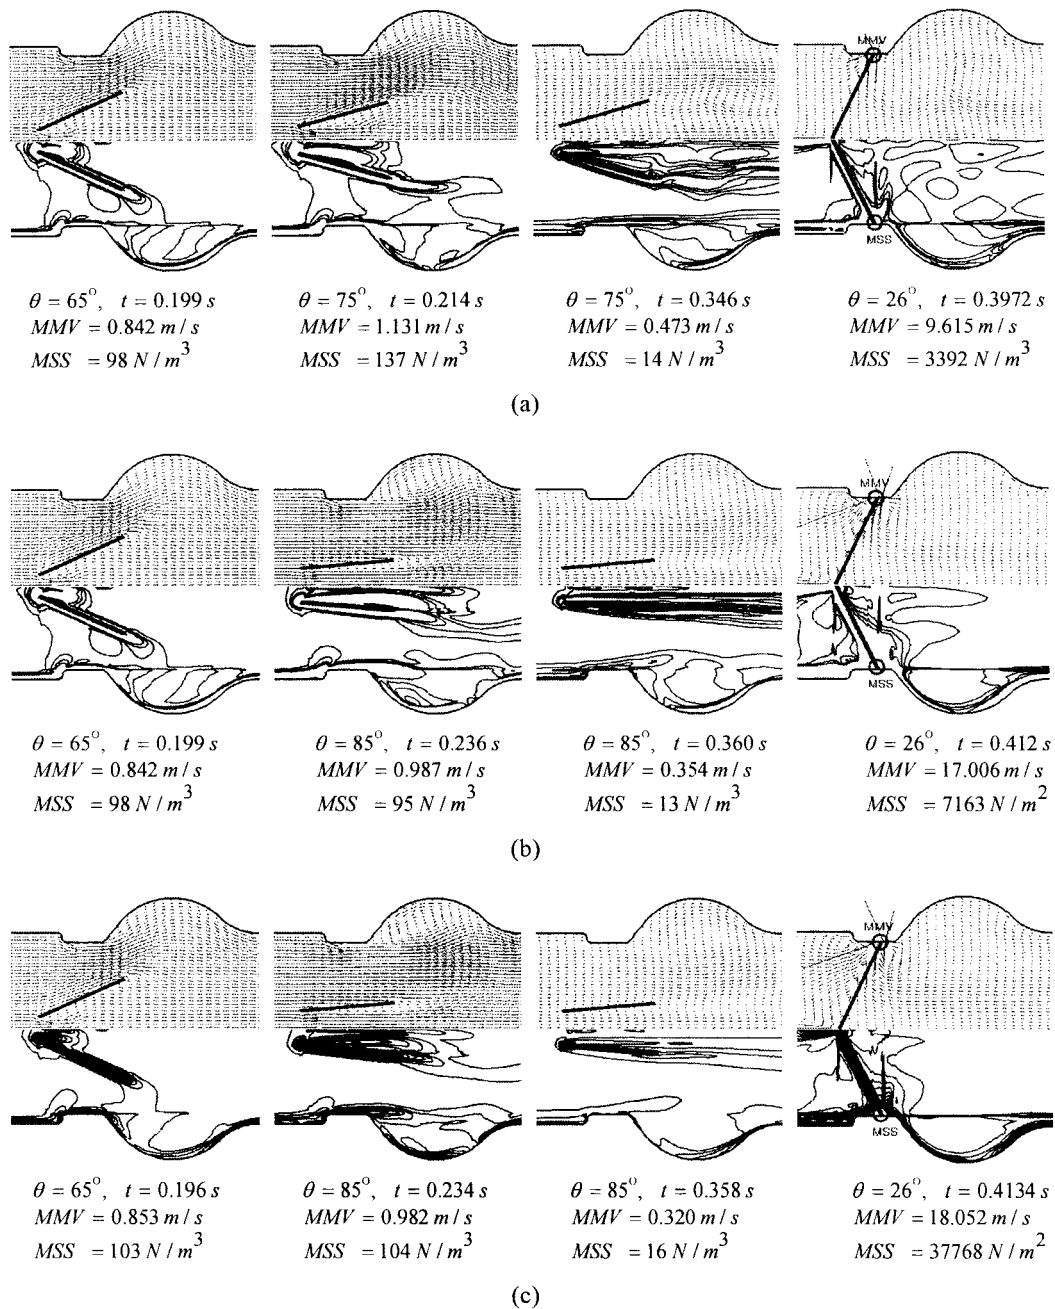 MMV
MSS
θ = 65°, t = 0.199 s
MMV = 0.842 m / s
MSS = 98 N / m³
θ = 75°, t = 0.214 s
MMV = 1.131 m / s
MSS = 137 N / m³
θ = 75°, t = 0.346 s
MMV = 0.473 m / s
MSS = 14 N / m³
θ = 26°, t = 0.3972 s
MMV = 9.615 m / s
MSS = 3392 N / m³
(a)
MMV
MSS
θ = 65°, t = 0.199 s
MMV = 0.842 m / s
MSS = 98 N / m³
θ = 85°, t = 0.236 s
MMV = 0.987 m / s
MSS = 95 N / m³
θ = 85°, t = 0.360 s
MMV = 0.354 m / s
MSS = 13 N / m³
θ = 26°, t = 0.412 s
MMV = 17.006 m / s
MSS = 7163 N / m²
(b)
MMV
MSS
θ = 65°, t = 0.196 s
MMV = 0.853 m / s
MSS = 103 N / m³
θ = 85°, t = 0.234 s
MMV = 0.982 m / s
MSS = 104 N / m³
θ = 85°, t = 0.358 s
MMV = 0.320 m / s
MSS = 16 N / m³
θ = 26°, t = 0.4134 s
MMV = 18.052 m / s
MSS = 37768 N / m²
(c)